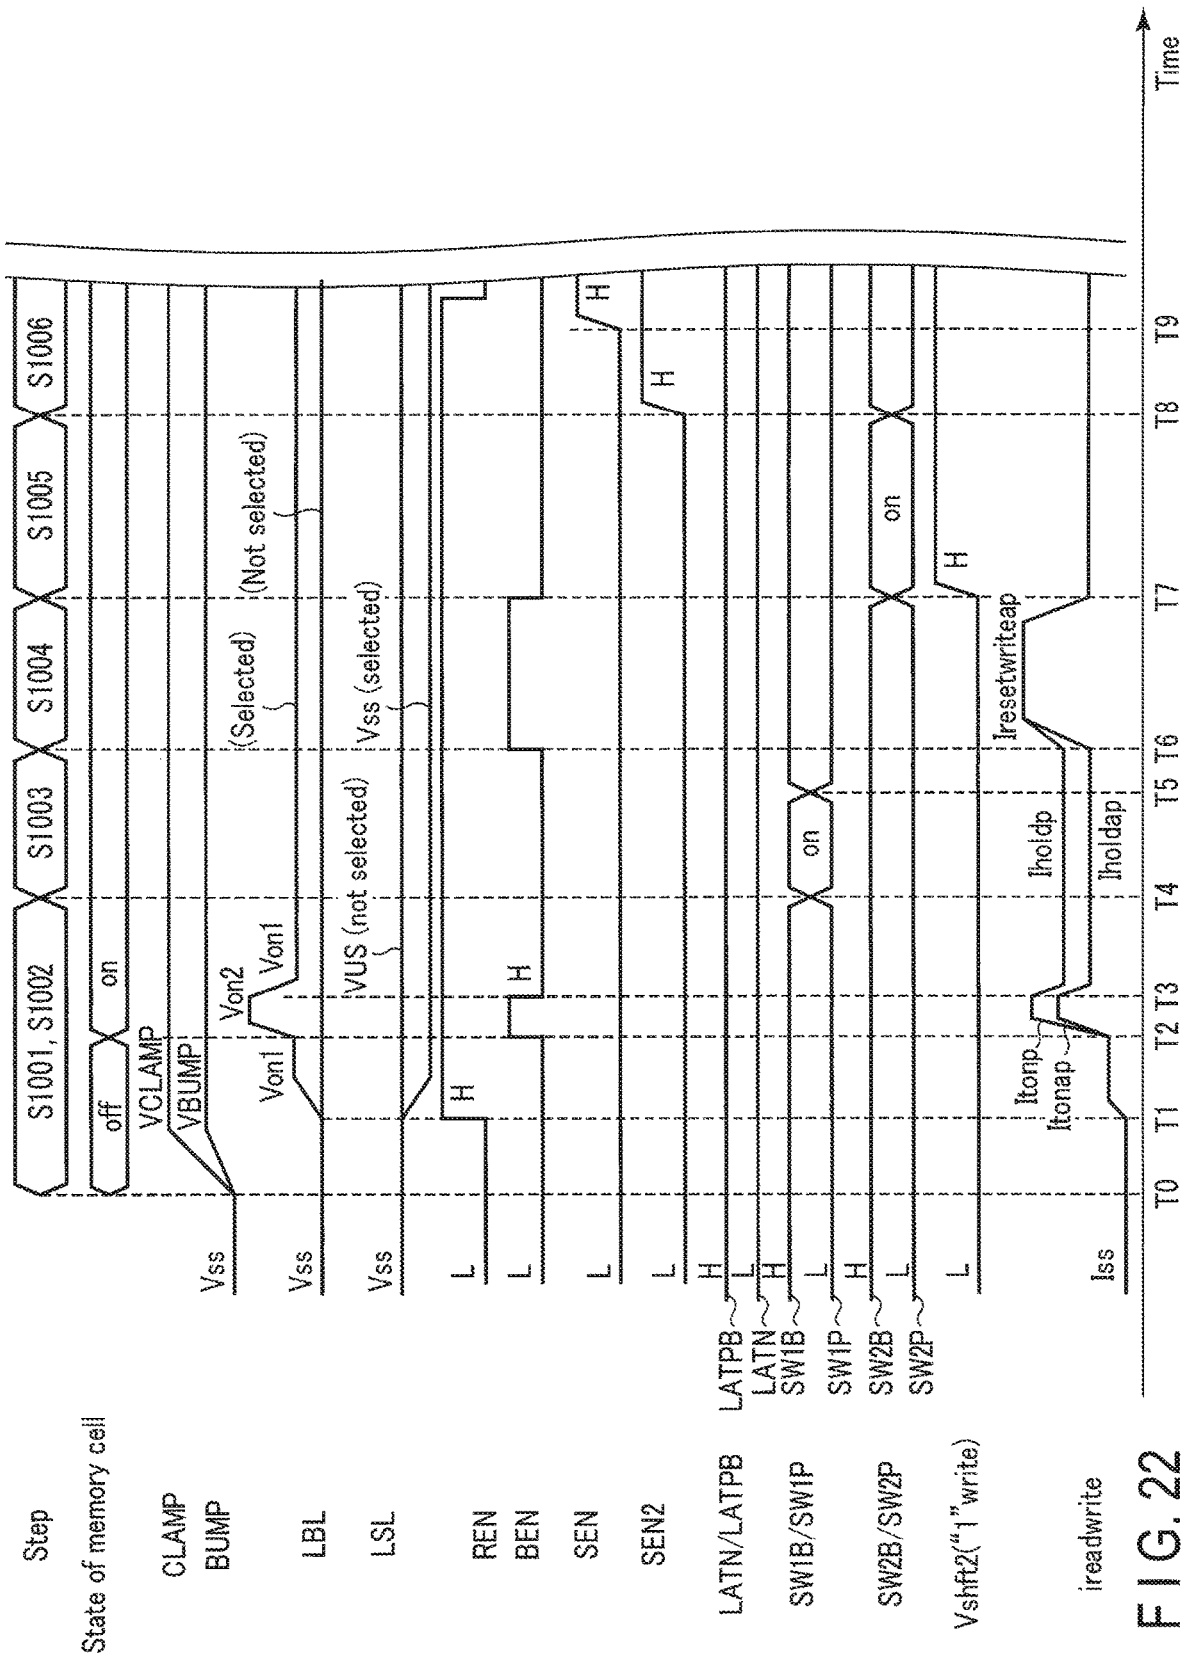 Step
S1001, S1002
S1003
S1004
S1005
S1006
State of memory cell
off
on
CLAMP
BUMP
VCLAMP
VBUMP
Vss
LBL
Vss
Von1
Von2
Von1
(Selected)
(Not selected)
LSL
Vss
VUS (not selected)
Vss (selected)
REN
L
H
BEN
L
H
SEN
L
H
SEN2
L
H
LATN/LATPB
LATPB
H
LATN
L
SW1B/SW1P
SW1B
H
SW1P
L
on
SW2B/SW2P
SW2B
H
SW2P
L
on
Vshft2("1"write)
L
H
ireadwrite
Iss
Itonp
Itonap
Iholdp
Iholdap
Iresetwriteap
T0 T1 T2 T3 T4 T5 T6 T7 T8 T9
Time
FIG. 22